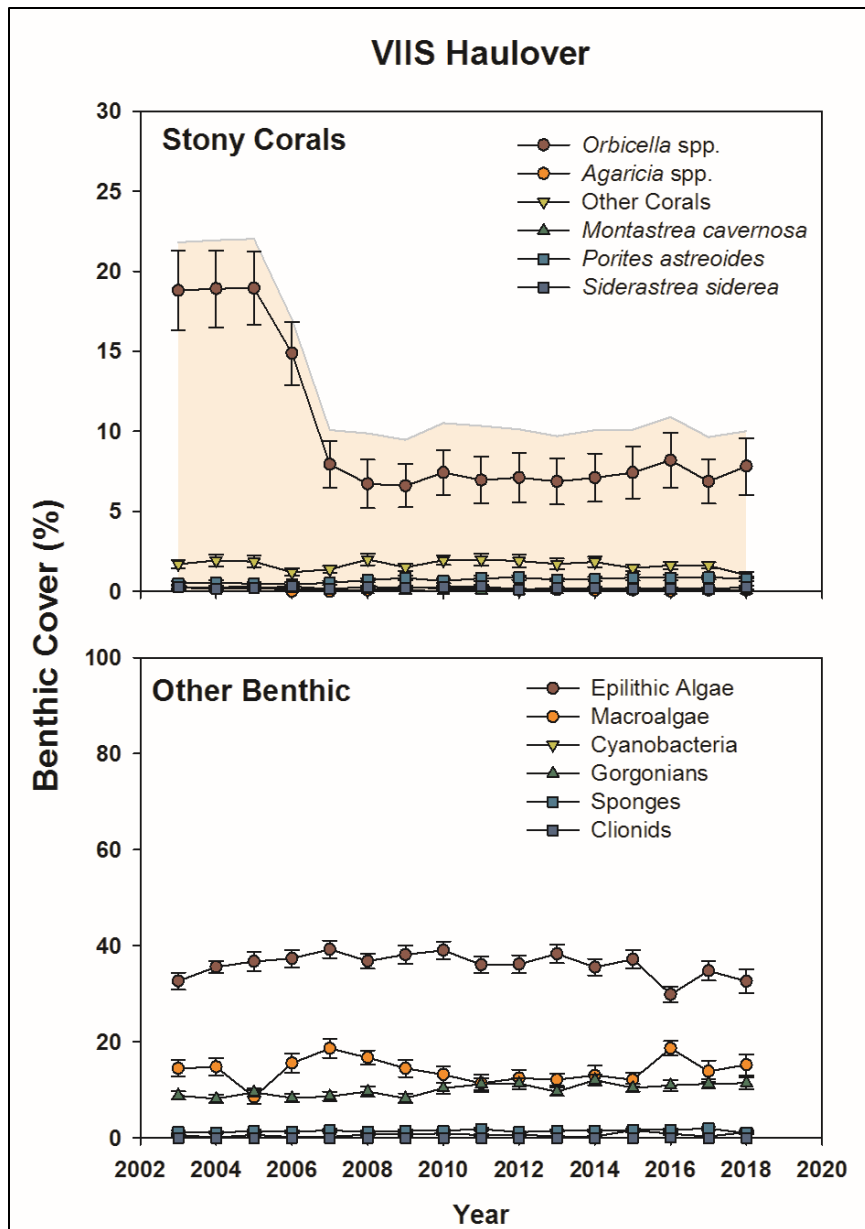 VIIS Haulover
30
25
20
15
10
5
0
Stony Corals
Orbicella spp.
Agaricia spp.
Other Corals
Montastrea cavernosa
Porites astreoides
Siderastrea siderea
Benthic Cover (%)
100
80
60
40
20
0
Other Benthic
Epilithic Algae
Macroalgae
Cyanobacteria
Gorgonians
Sponges
Clionids
2002 2004 2006 2008 2010 2012 2014 2016 2018 2020
Year